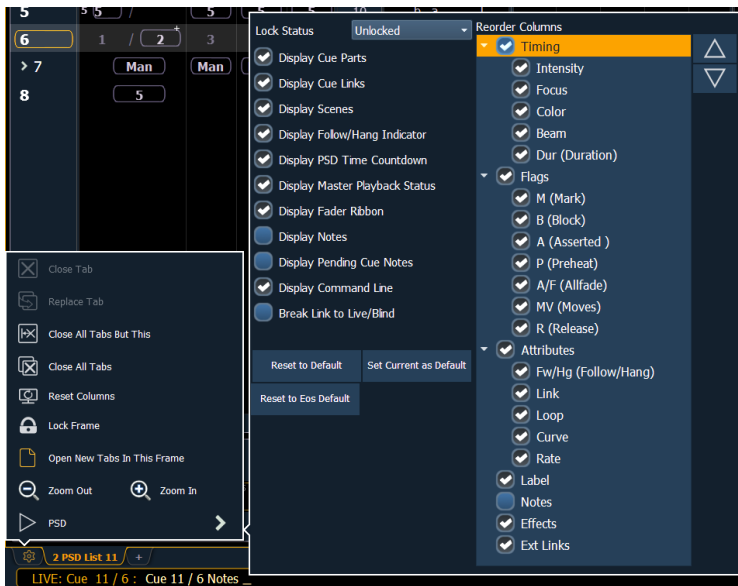 5 5 5 / 5 5 5 10
6 1 / 2 + 3
> 7 Man Man
8 5
Lock Status Unlocked
Display Cue Parts
Display Cue Links
Display Scenes
Display Follow/Hang Indicator
Display PSD Time Countdown
Display Master Playback Status
Display Fader Ribbon
Display Notes
Display Pending Cue Notes
Display Command Line
Break Link to Live/Blind
Reset to Default Set Current as Default
Reset to Eos Default
Reorder Columns
Timing
Intensity
Focus
Color
Beam
Dur (Duration)
Flags
M (Mark)
B (Block)
A (Asserted )
P (Preheat)
A/F (Allfade)
MV (Moves)
R (Release)
Attributes
Fw/Hg (Follow/Hang)
Link
Loop
Curve
Rate
Label
Notes
Effects
Ext Links
Close Tab
Replace Tab
Close All Tabs But This
Close All Tabs
Reset Columns
Lock Frame
Open New Tabs In This Frame
Zoom Out Zoom In
PSD
2 PSD List 11 +
LIVE: Cue 11 / 6 : Cue 11 / 6 Notes _